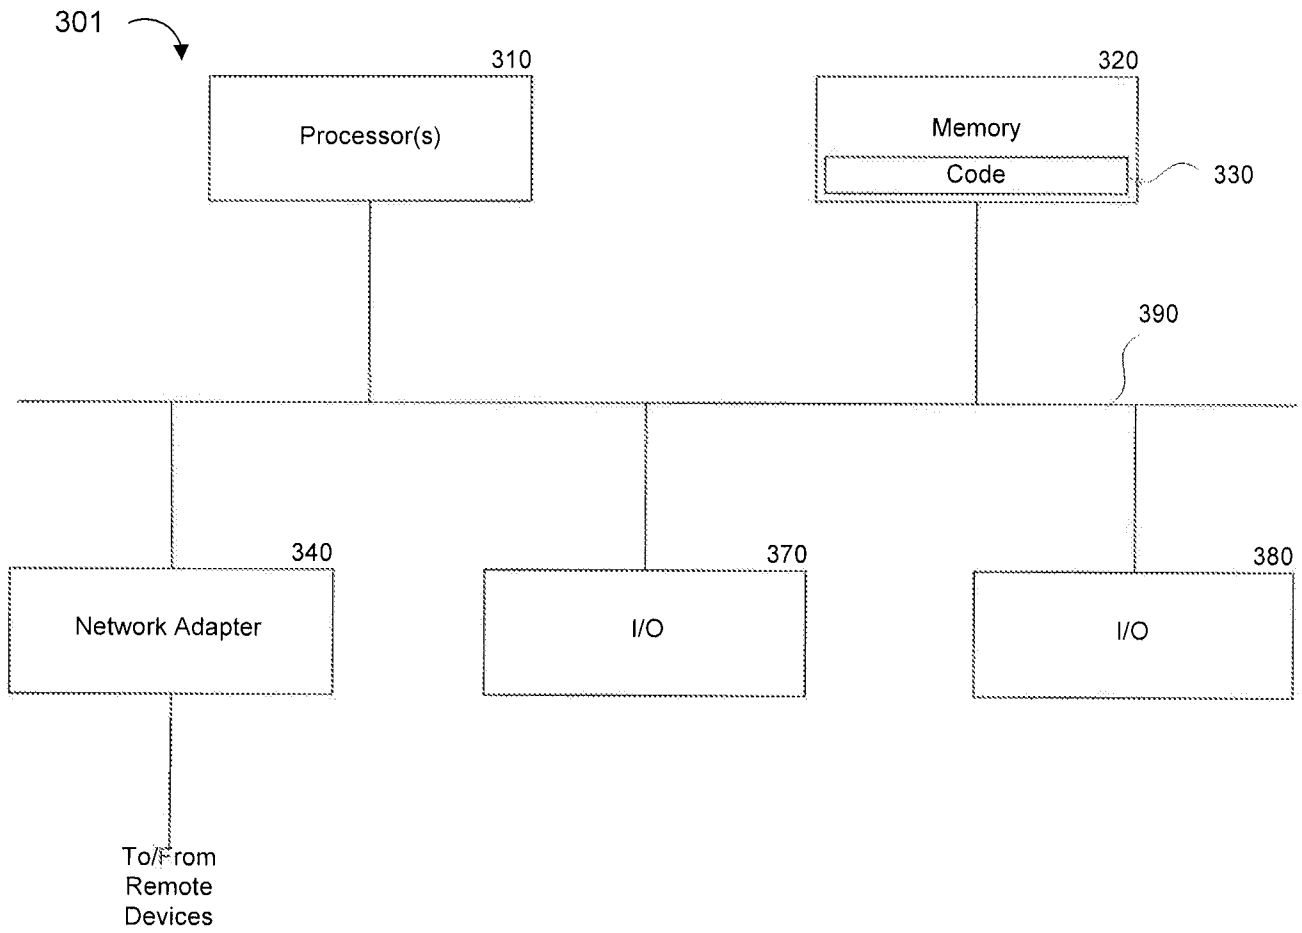 301
310
320
Processor(s)
Memory
Code
330
390
340
370
380
Network Adapter
I/O
I/O
To/From
Remote
Devices